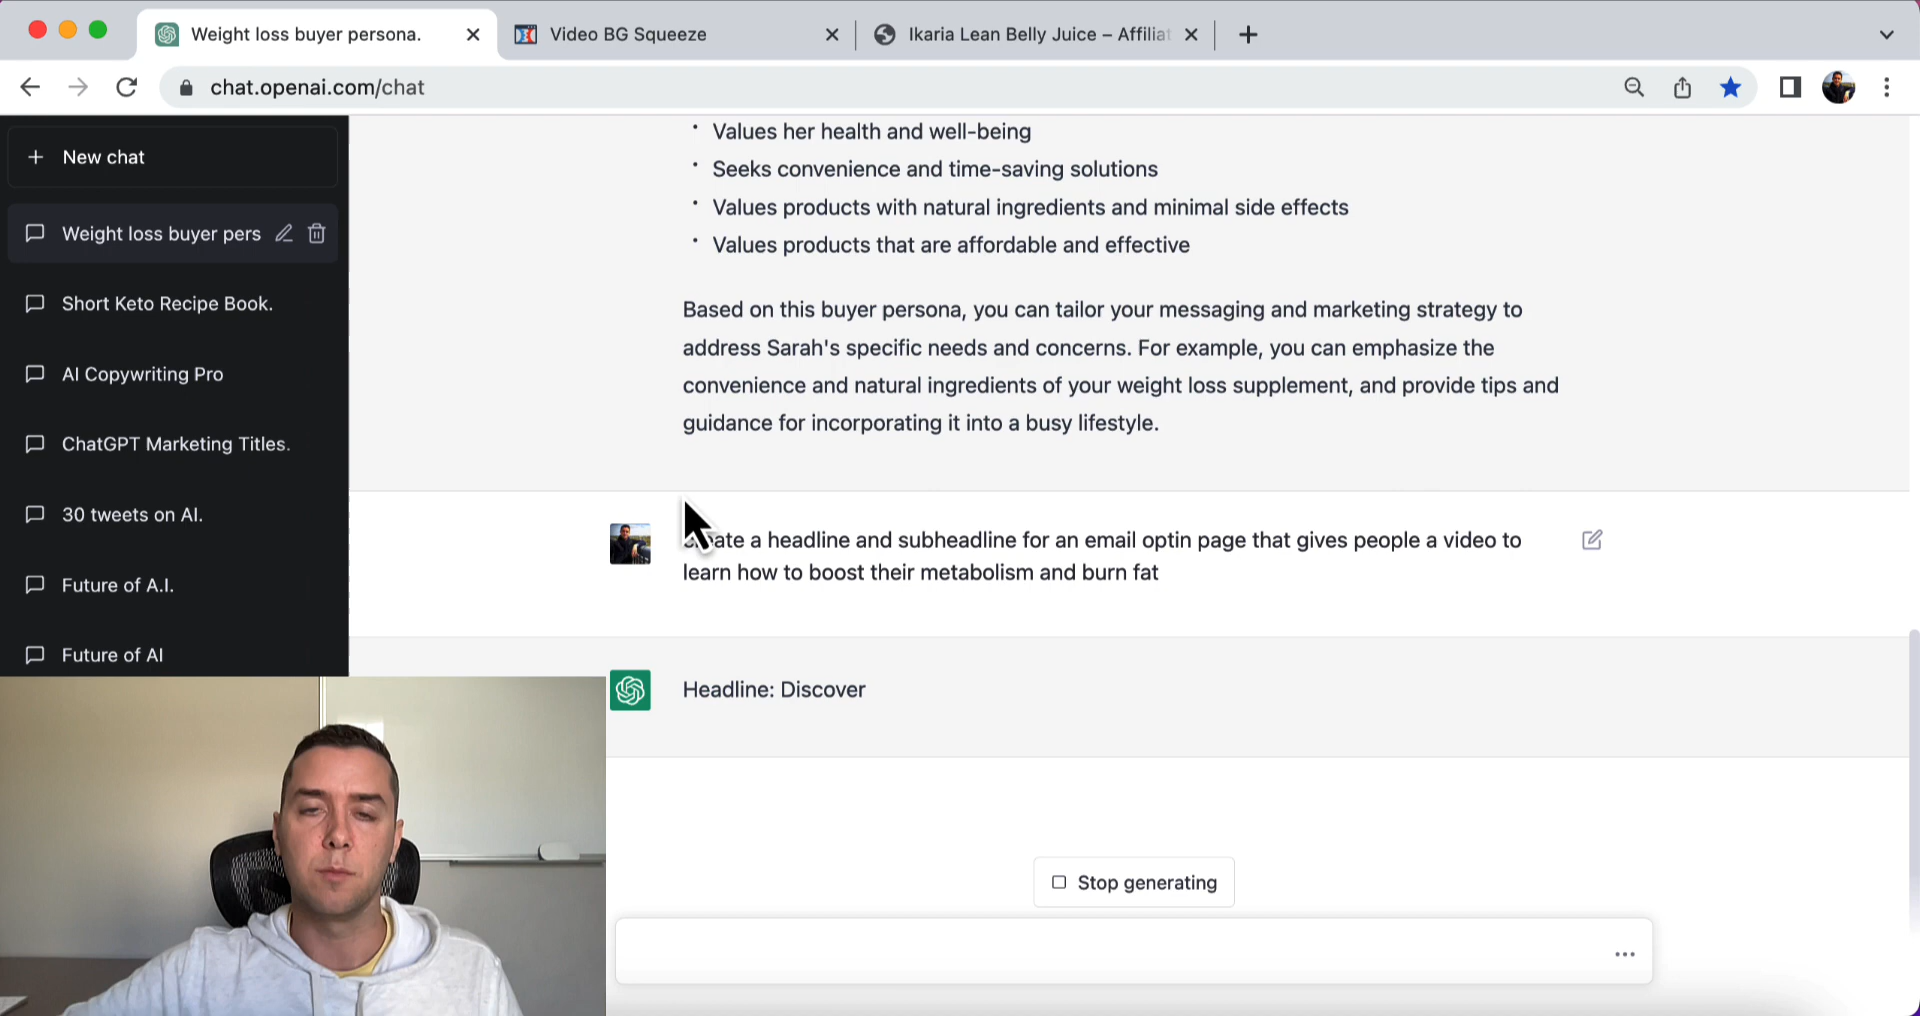 Weight loss buyer persona.
Video BG Squeeze
Ikaria Lean Belly Juice – Affiliat
chat.openai.com/chat
New chat
Weight loss buyer pers
Short Keto Recipe Book.
AI Copywriting Pro
ChatGPT Marketing Titles.
30 tweets on AI.
Future of A.I.
Future of AI
Values her health and well-being
Seeks convenience and time-saving solutions
Values products with natural ingredients and minimal side effects
Values products that are affordable and effective
Based on this buyer persona, you can tailor your messaging and marketing strategy to
address Sarah's specific needs and concerns. For example, you can emphasize the
convenience and natural ingredients of your weight loss supplement, and provide tips and
guidance for incorporating it into a busy lifestyle.
a headline and subheadline for an email optin page that gives people a video to
learn how to boost their metabolism and burn fat
Headline: Discover
Stop generating